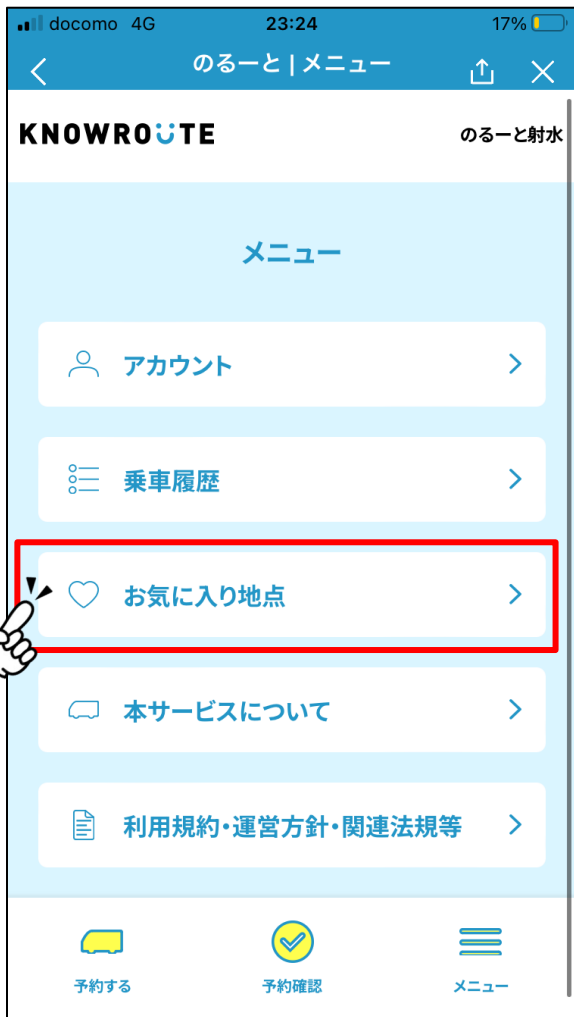 docomo 4G 23:24 17%
のるーと | メニュー
KNOWROUTE のるーと射水
メニュー
アカウント
乗車履歴
お気に入り地点
本サービスについて
利用規約・運営方針・関連法規等
予約する 予約確認 メニュー